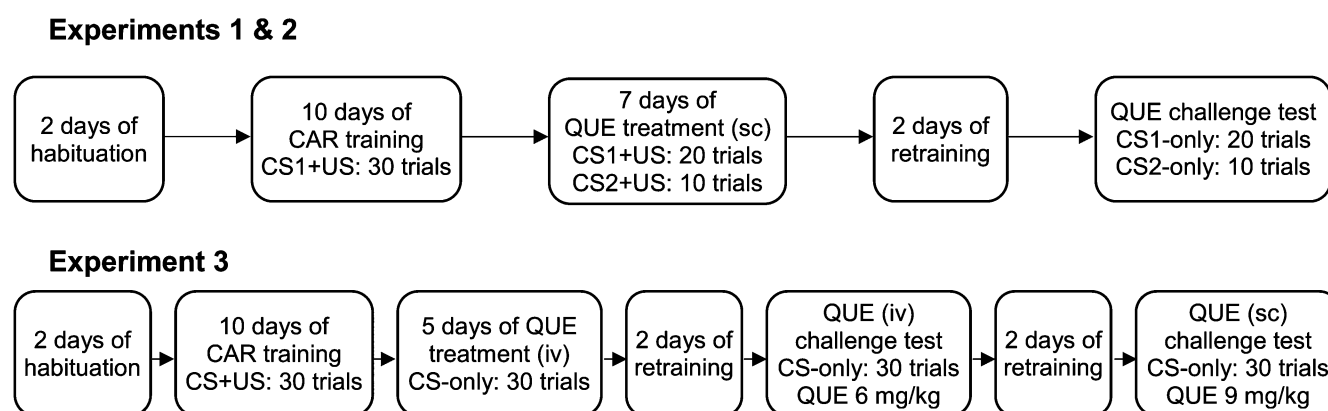 Experiments 1 & 2
2 days of
habituation
10 days of
CAR training
CS1+US: 30 trials
7 days of
QUE treatment (sc)
CS1+US: 20 trials
CS2+US: 10 trials
2 days of
retraining
QUE challenge test
CS1-only: 20 trials
CS2-only: 10 trials
Experiment 3
2 days of
habituation
10 days of
CAR training
CS+US: 30 trials
5 days of QUE
treatment (iv)
CS-only: 30 trials
2 days of
retraining
QUE (iv)
challenge test
CS-only: 30 trials
QUE 6 mg/kg
2 days of
retraining
QUE (sc)
challenge test
CS-only: 30 trials
QUE 9 mg/kg